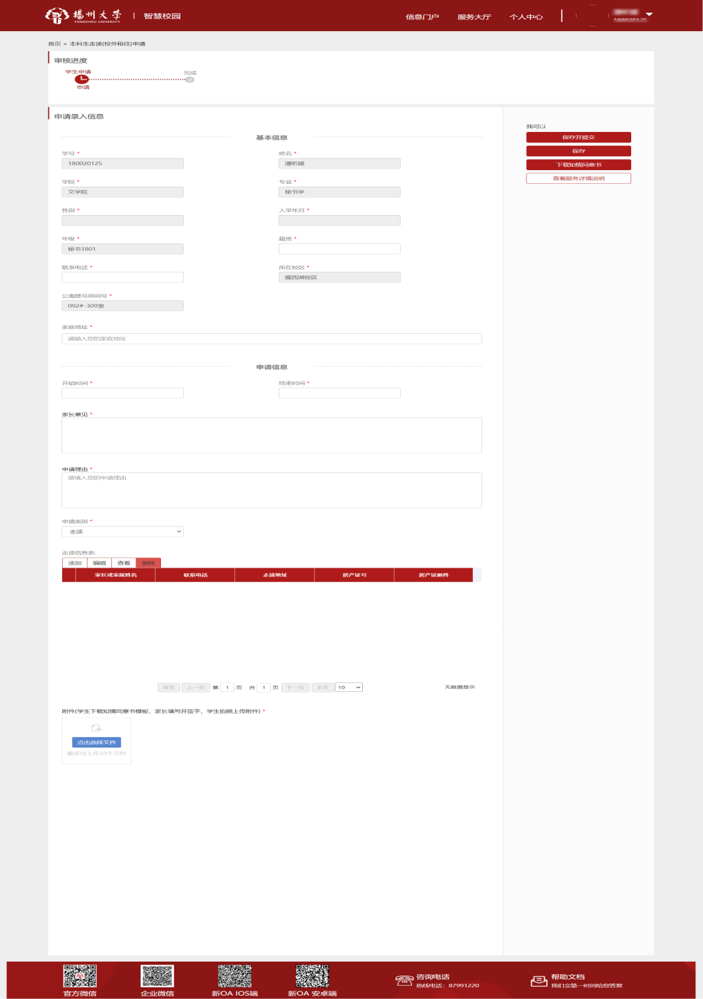 揚州大学 | 智慧校园 信息门户 服务大厅 个人中心
YANGZHOU UNIVERSITY
180020125
首页 > 本科生走读(校外租住)申请
审核进度
学生申请 完成
申请
申请录入信息
我可以
保存并提交
保存
下载知情同意书
查看服务详情说明
基本信息
学号 * 姓名 *
180020125 潘昕媛
学院 * 专业 *
文学院 秘书学
性别 * 入学年月 *
年级 * 籍贯 *
秘书1801
联系电话 * 所在校区 *
瘦西湖校区
公寓楼号房间号 *
092#-309室
家庭地址 *
请输入您的家庭地址
申请信息
开始时间 * 结束时间 *
家长意见 *
申请理由 *
请填入您的申请理由
申请类别 *
走读
走读信息表:
添加 编辑 查看 删除
家长或家属姓名 联系电话 走读地址 房产证号 房产证附件
首页 上一页 第 1 页 共 1 页 下一页 末页 10 无数据显示
附件(学生下载知情同意书模板，家长填写并签字，学生拍照上传附件) *
点击选择文件
最多可上传10个文件
官方微信 企业微信 新OA IOS端 新OA 安卓端
咨询电话
热线电话：87991220
帮助文档
我们会第一时间给您答复